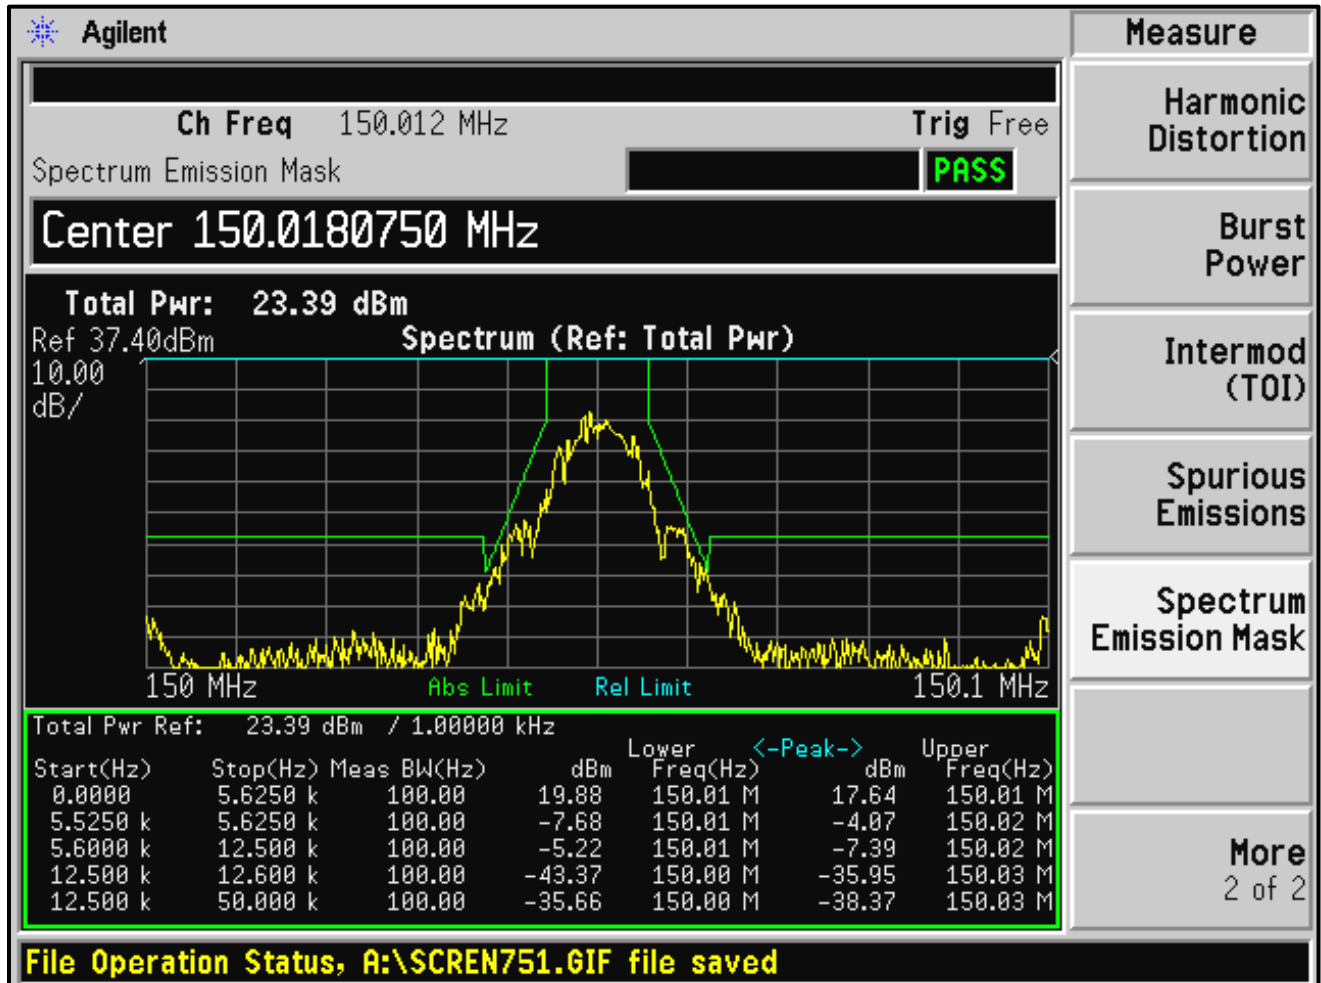 Agilent
Measure
Ch Freq 150.012 MHz Trig Free
Spectrum Emission Mask PASS
Center 150.0180750 MHz
Total Pwr: 23.39 dBm
Ref 37.40dBm Spectrum (Ref: Total Pwr)
10.00
dB/
150 MHz Abs Limit Rel Limit 150.1 MHz
Total Pwr Ref: 23.39 dBm / 1.00000 kHz
Lower <-Peak-> Upper
Start(Hz) Stop(Hz) Meas BW(Hz) dBm Freq(Hz) dBm Freq(Hz)
0.0000 5.6250 k 100.00 19.88 150.01 M 17.64 150.01 M
5.5250 k 5.6250 k 100.00 -7.68 150.01 M -4.07 150.02 M
5.6000 k 12.500 k 100.00 -5.22 150.01 M -7.39 150.02 M
12.500 k 12.600 k 100.00 -43.37 150.00 M -35.95 150.03 M
12.500 k 50.000 k 100.00 -35.66 150.00 M -38.37 150.03 M
Harmonic
Distortion
Burst
Power
Intermod
(TOI)
Spurious
Emissions
Spectrum
Emission Mask
More
2 of 2
File Operation Status, A:\SCREN751.GIF file saved